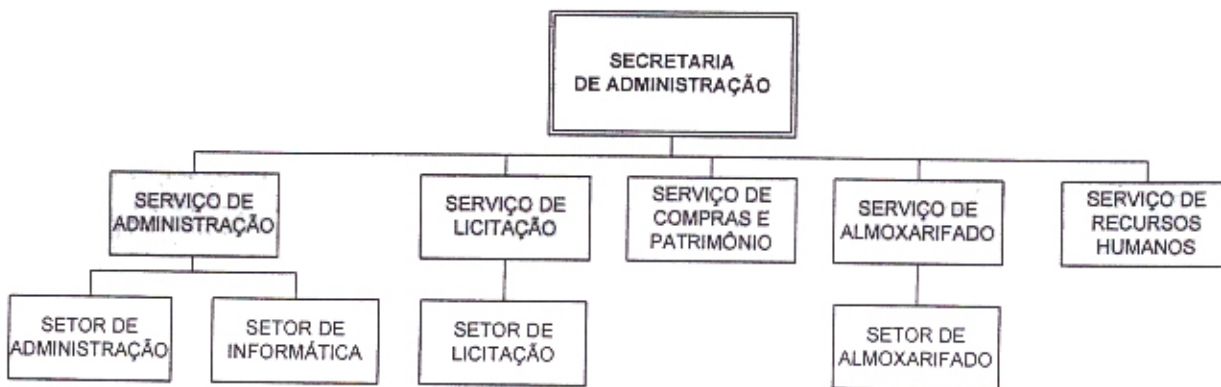 SECRETARIA
DE ADMINISTRAÇÃO
SERVIÇO DE
ADMINISTRAÇÃO
SERVIÇO DE
LICITAÇÃO
SERVIÇO DE
COMPRAS E
PATRIMÔNIO
SERVIÇO DE
ALMOXARIFADO
SERVIÇO DE
RECURSOS
HUMANOS
SETOR DE
ADMINISTRAÇÃO
SETOR DE
INFORMÁTICA
SETOR DE
LICITAÇÃO
SETOR DE
ALMOXARIFADO